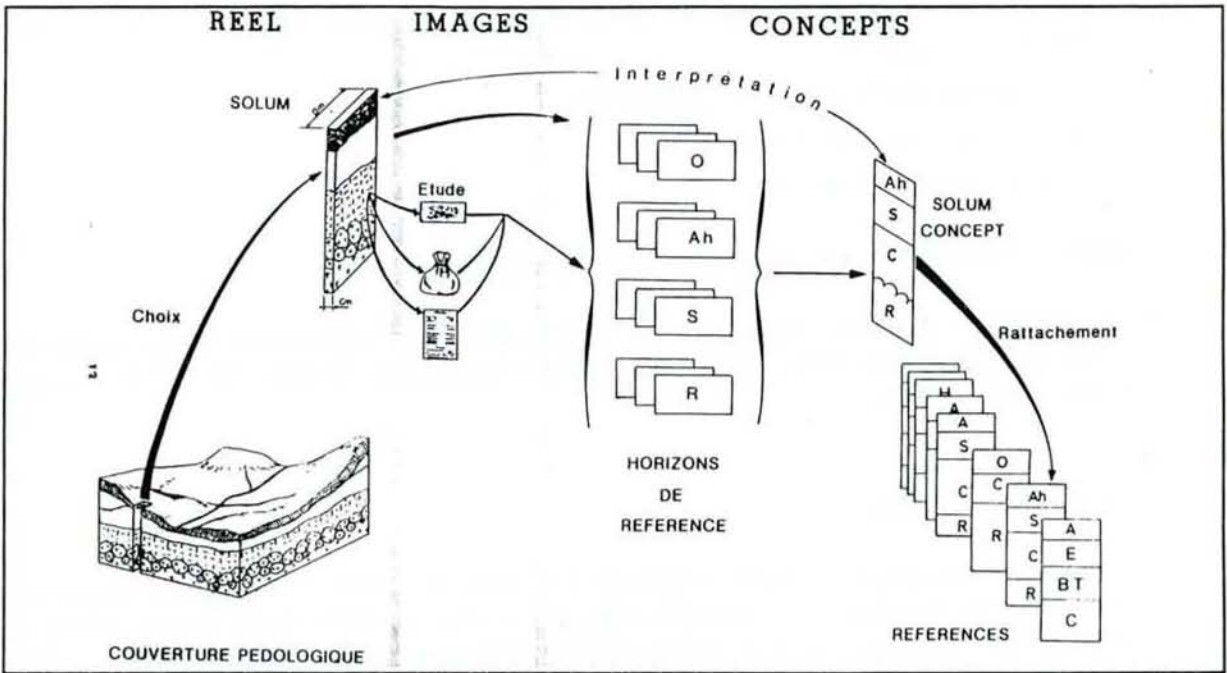 REEL IMAGES CONCEPTS
Interprétation
SOLUM
Etude
Choix
O
Ah
S
R
HORIZONS
DE
REFERENCE
Ah
S
C
R
SOLUM
CONCEPT
Rattachement
H
A
A
S
C
R
O
C
R
Ah
S
C
R
A
E
BT
C
REFERENCES
COUVERTURE PEDOLOGIQUE